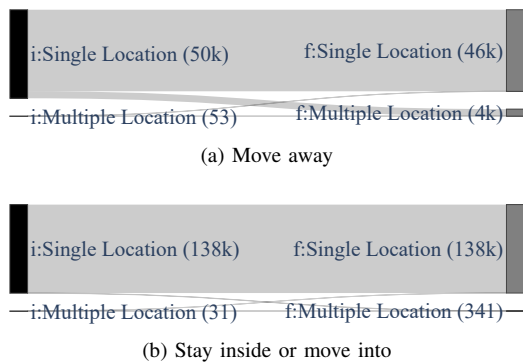 i:Single Location (50k) f:Single Location (46k)
i:Multiple Location (53) f:Multiple Location (4k)
(a) Move away
i:Single Location (138k) f:Single Location (138k)
i:Multiple Location (31) f:Multiple Location (341)
(b) Stay inside or move into